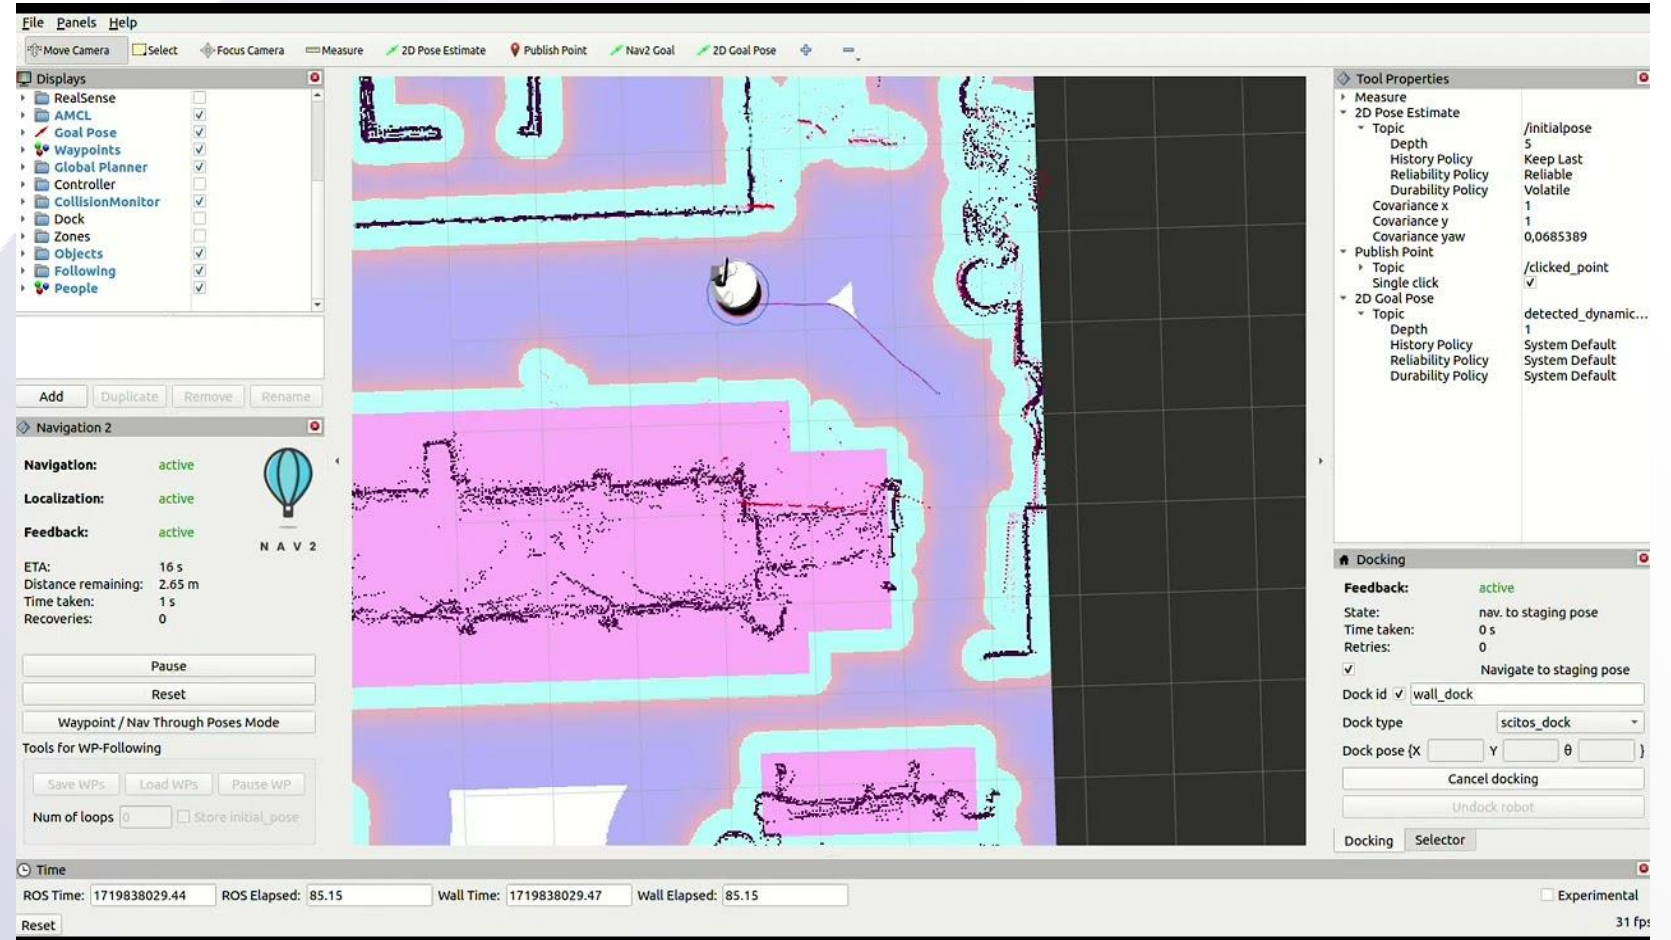 File Panels Help
Move Camera Select Focus Camera Measure 2D Pose Estimate Publish Point Nav2 Goal 2D Goal Pose
Displays
RealSense
AMCL
Goal Pose
Waypoints
Global Planner
Controller
CollisionMonitor
Dock
Zones
Objects
Following
People
Add Duplicate Remove Rename
Navigation 2
Navigation: active
Localization: active
Feedback: active
NAV2
ETA: 16 s
Distance remaining: 2.65 m
Time taken: 1 s
Recoveries: 0
Pause
Reset
Waypoint / Nav Through Poses Mode
Tools for WP-Following
Save WPs Load WPs Pause WP
Num of loops 0 Store initial_pose
Tool Properties
Measure
2D Pose Estimate
Topic /initialpose
Depth 5
History Policy Keep Last
Reliability Policy Reliable
Durability Policy Volatile
Covariance x 1
Covariance y 1
Covariance yaw 0,0685389
Publish Point
Topic /clicked_point
Single click
2D Goal Pose
Topic detected_dynamic...
Depth 1
History Policy System Default
Reliability Policy System Default
Durability Policy System Default
Docking
Feedback: active
State: nav. to staging pose
Time taken: 0 s
Retries: 0
Navigate to staging pose
Dock id wall_dock
Dock type scitos_dock
Dock pose {X Y θ }
Cancel docking
Undock robot
Docking Selector
Time
ROS Time: 1719838029.44 ROS Elapsed: 85.15 Wall Time: 1719838029.47 Wall Elapsed: 85.15 Experimental
Reset 31 fps